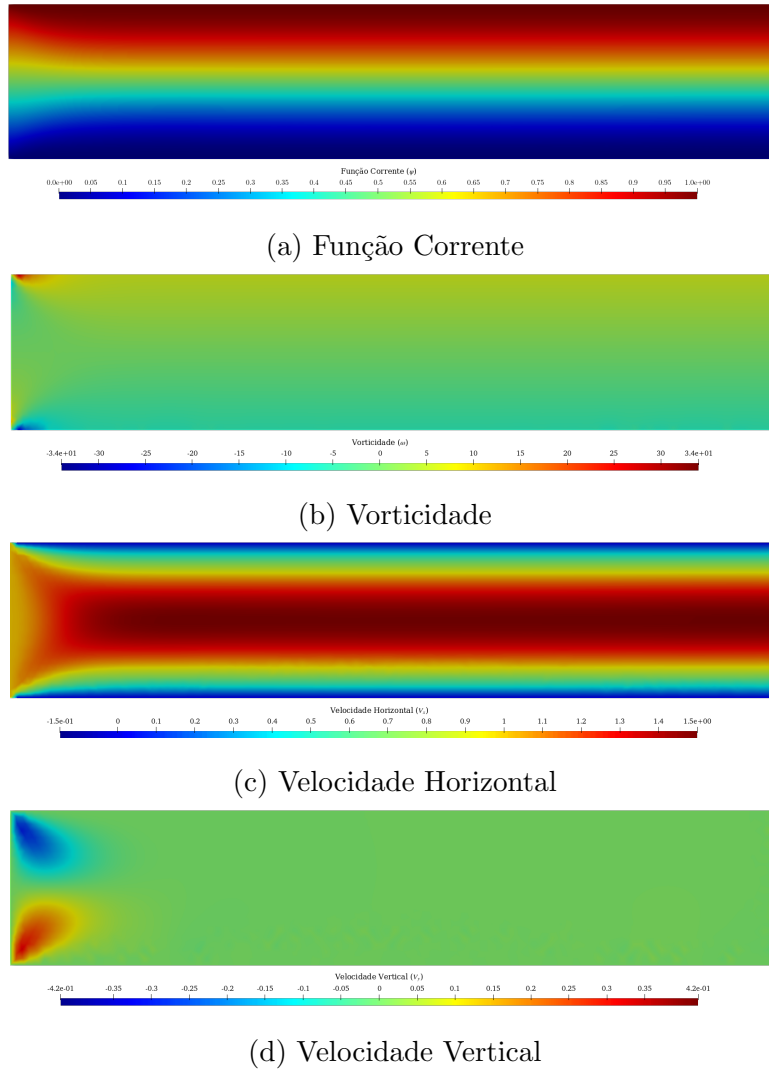 Função Corrente (ψ)
0.0e+00 0.05 0.1 0.15 0.2 0.25 0.3 0.35 0.4 0.45 0.5 0.55 0.6 0.65 0.7 0.75 0.8 0.85 0.9 0.95 1.0e+00
(a) Função Corrente
Vorticidade (ω)
-3.4e+01 -30 -25 -20 -15 -10 -5 0 5 10 15 20 25 30 3.4e+01
(b) Vorticidade
Velocidade Horizontal (Vₓ)
-1.5e-01 0 0.1 0.2 0.3 0.4 0.5 0.6 0.7 0.8 0.9 1 1.1 1.2 1.3 1.4 1.5e+00
(c) Velocidade Horizontal
Velocidade Vertical (Vᵧ)
-4.2e-01 -0.35 -0.3 -0.25 -0.2 -0.15 -0.1 -0.05 0 0.05 0.1 0.15 0.2 0.25 0.3 0.35 4.2e-01
(d) Velocidade Vertical